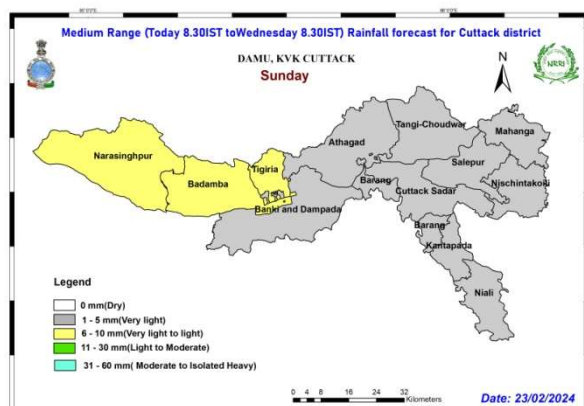 Medium Range (Today 8.30IST toWednesday 8.30IST) Rainfall forecast for Cuttack district
DAMU, KVK CUTTACK
Sunday
N
NRRI
Tangi-Choudwar
Mahanga
Athagad
Narasinghpur
Salepur
Tigiria
Badamba
Barang
Nischintakoili
Cuttack Sadar
Banki and Dampada
Barang
Kantapada
Niali
Legend
0 mm(Dry)
1 - 5 mm(Very light)
6 - 10 mm(Very light to light)
11 - 30 mm(Light to Moderate)
31 - 60 mm( Moderate to Isolated Heavy)
0 4 8 16 24 32
Kilometers
Date: 23/02/2024